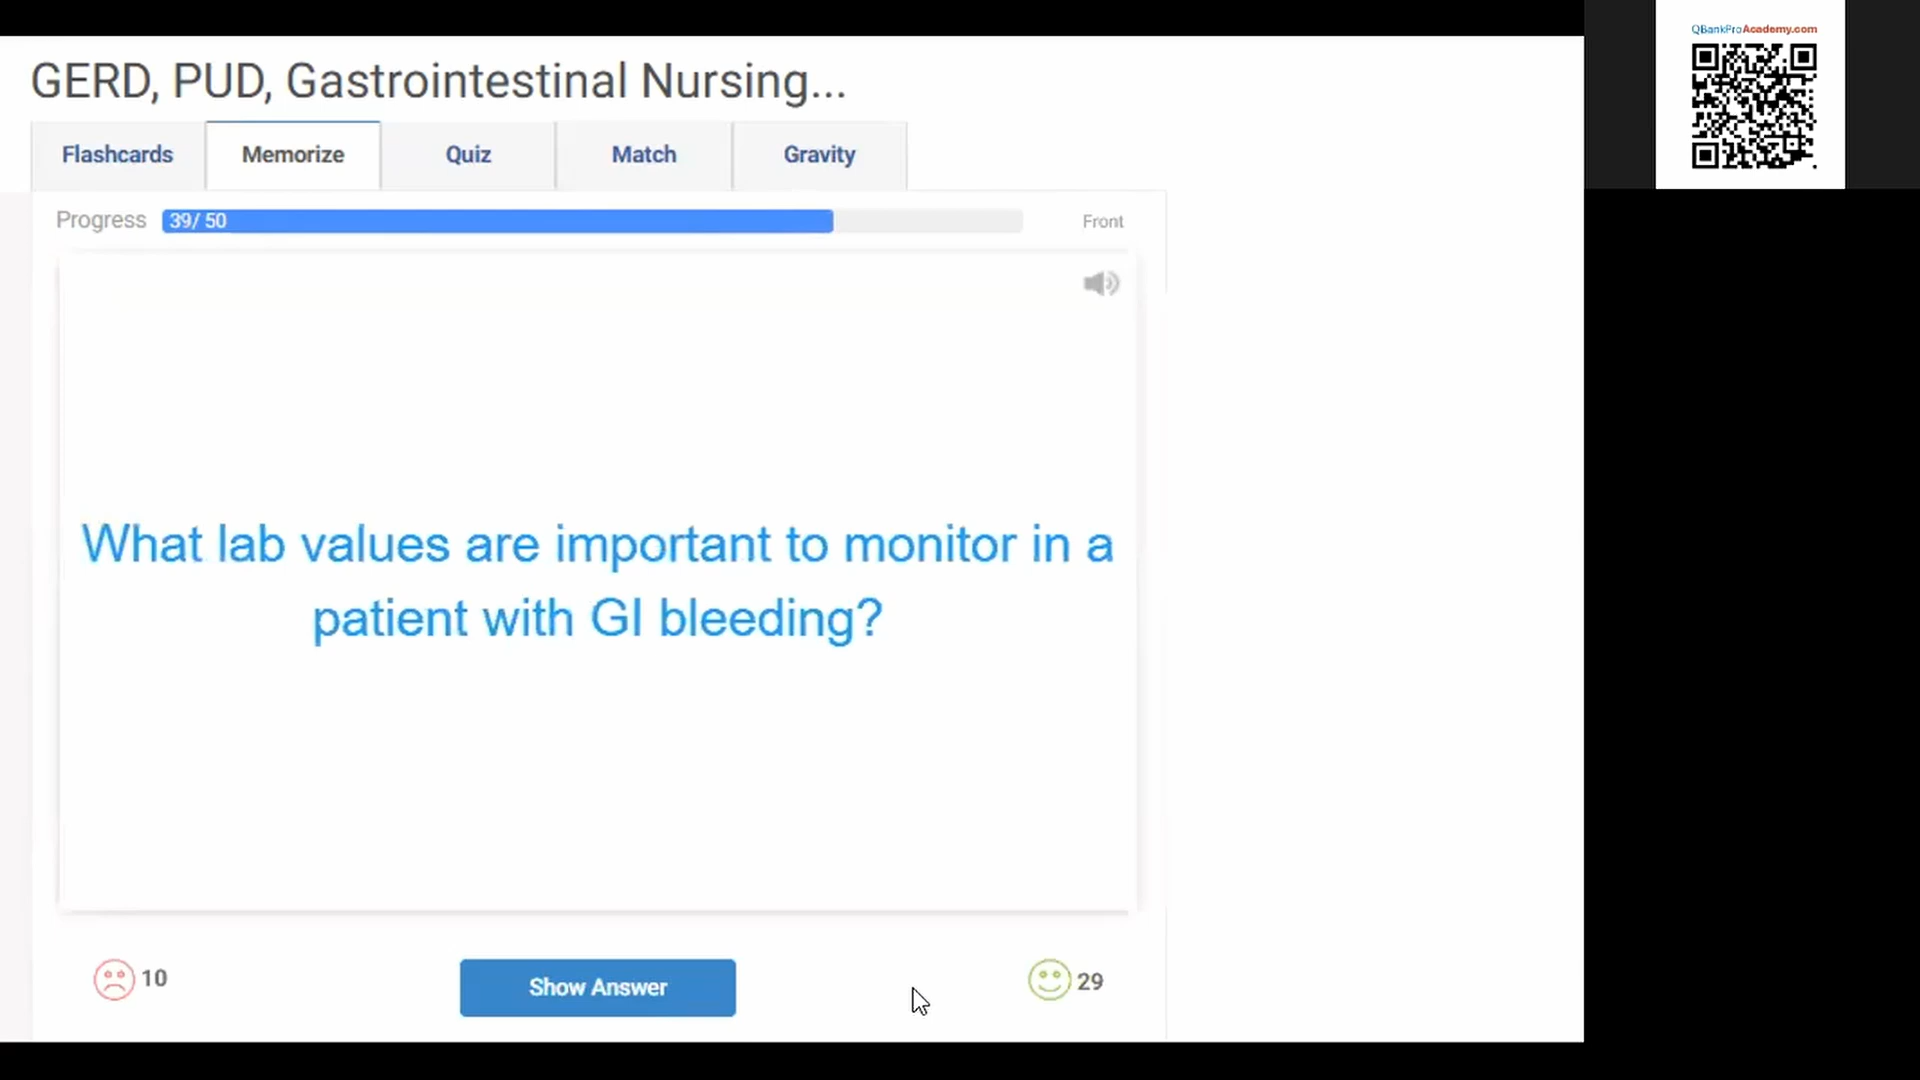 QBankProAcademy.com
GERD, PUD, Gastrointestinal Nursing...
Flashcards
Memorize
Quiz
Match
Gravity
Progress
39/ 50
Front
What lab values are important to monitor in a
patient with GI bleeding?
10
Show Answer
29